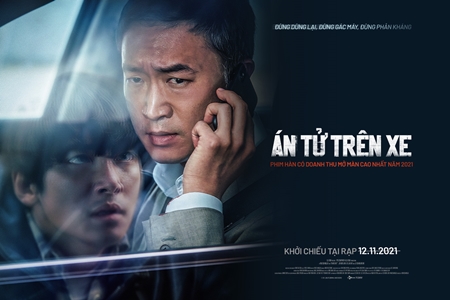 ĐỪNG DỪNG LẠI, ĐỪNG GÁC MÁY, ĐỪNG PHẢN KHÁNG
ÁN TỬ TRÊN XE
PHIM HÀN CÓ DOANH THU MỞ MÀN CAO NHẤT NĂM 2021
KHỞI CHIẾU TẠI RẠP 12.11.2021